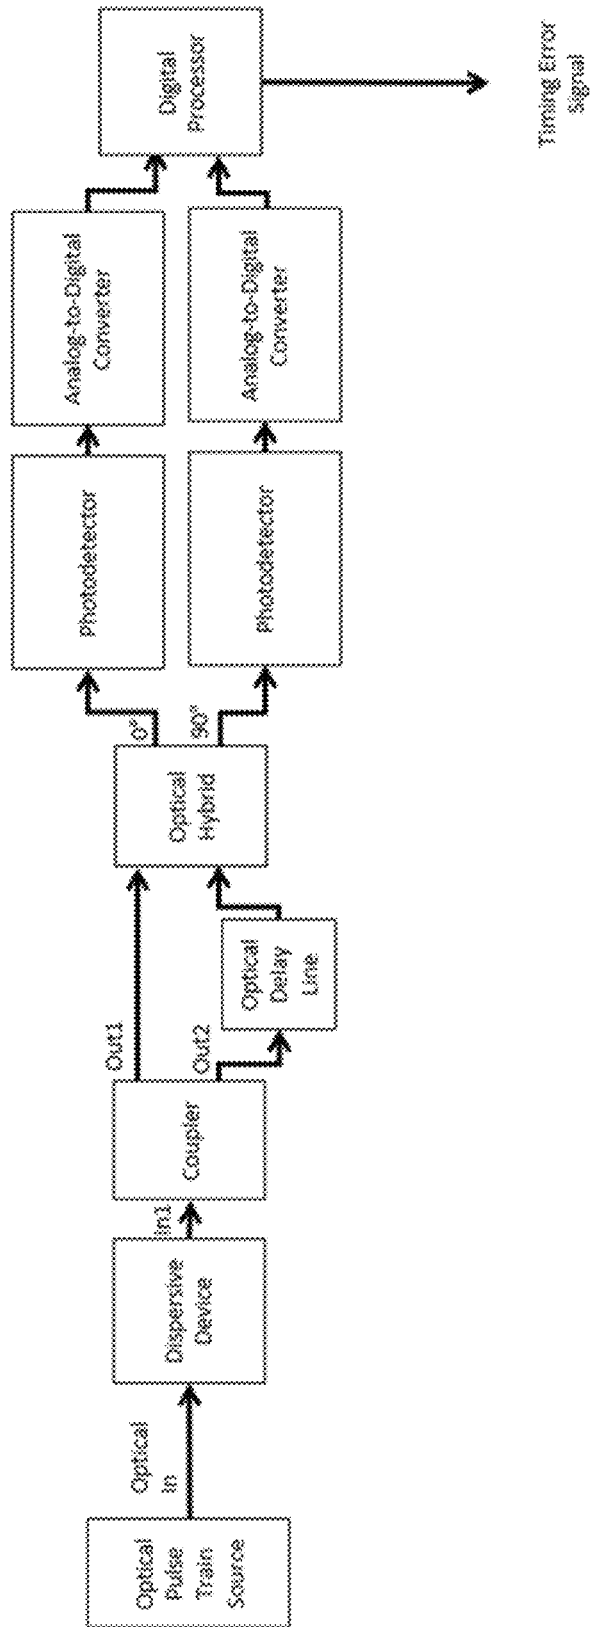 Optical
Pulse
Train
Source
Optical
In
Dispersive
Device
In1
Coupler
Out1
Out2
Optical
Delay
Line
Optical
Hybrid
0°
90°
Photodetector
Photodetector
Analog-to-Digital
Converter
Analog-to-Digital
Converter
Digital
Processor
Timing Error
Signal